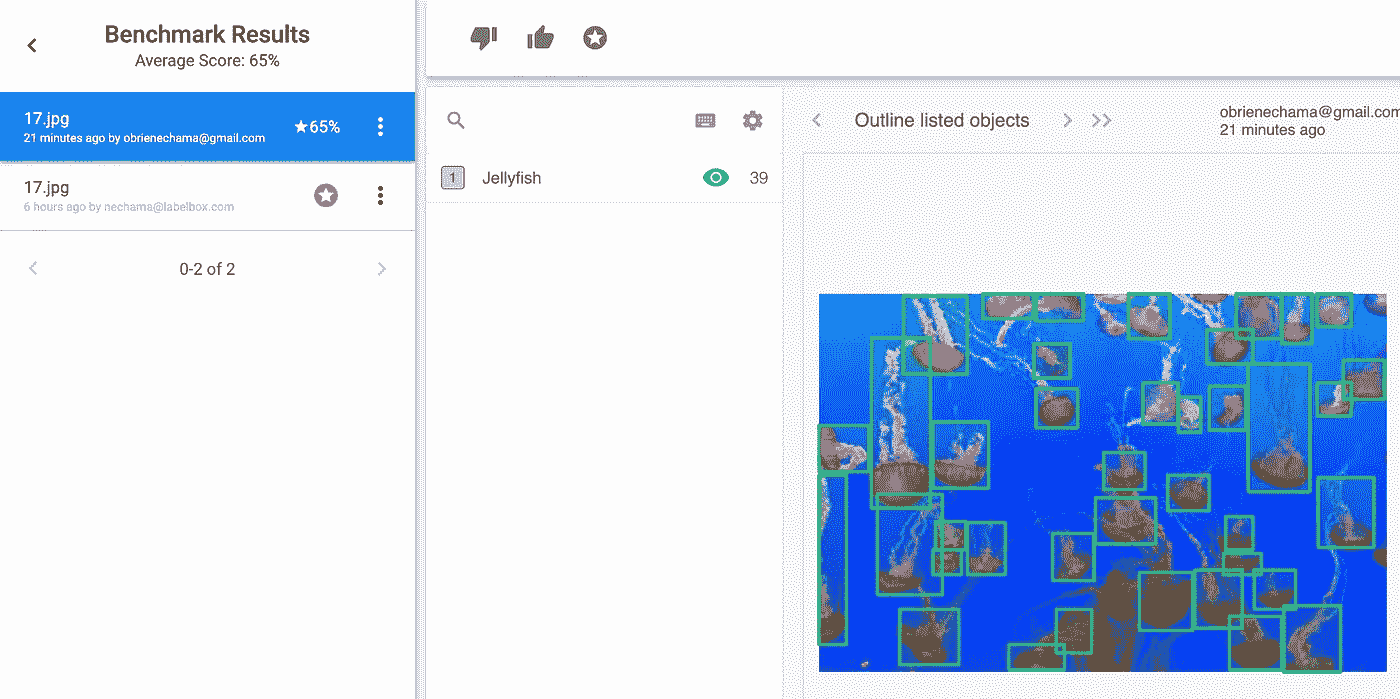 Benchmark Results
Average Score: 65%
17.jpg
21 minutes ago by obrienechama@gmail.com
★65%
17.jpg
6 hours ago by nechama@labelbox.com
0-2 of 2
1 Jellyfish 39
Outline listed objects
obrienechama@gmail.com
21 minutes ago